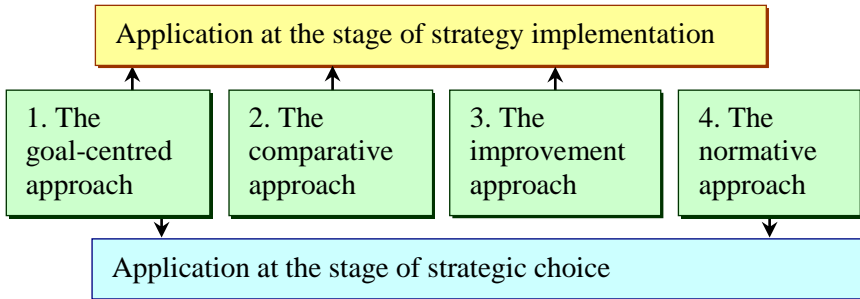 Application at the stage of strategy implementation
1. The
goal-centred
approach
2. The
comparative
approach
3. The
improvement
approach
4. The
normative
approach
Application at the stage of strategic choice